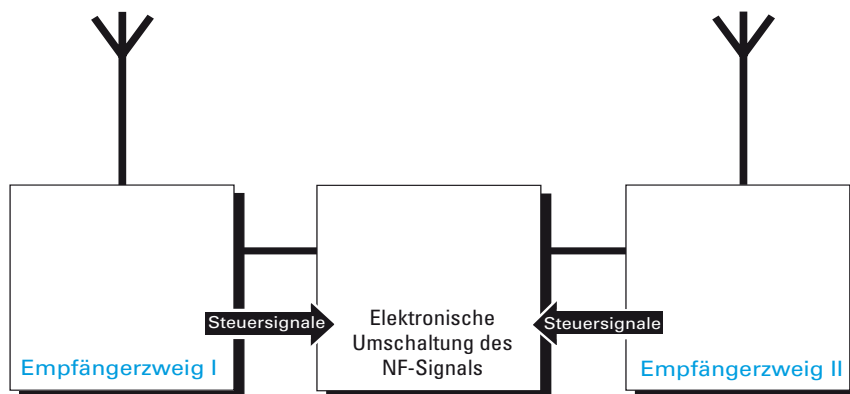 Steuersignale
Elektronische
Umschaltung des
NF-Signals
Steuersignale
Empfängerzweig I
Empfängerzweig II